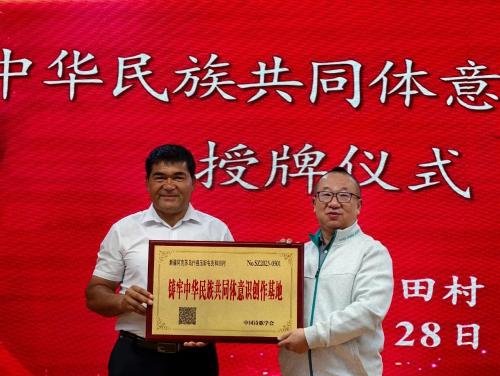 中华民族共同体意
授牌仪式
No SZ2023-0501
铸牢中华民族共同体意识创作基地
中国诗歌学会
田村
28日